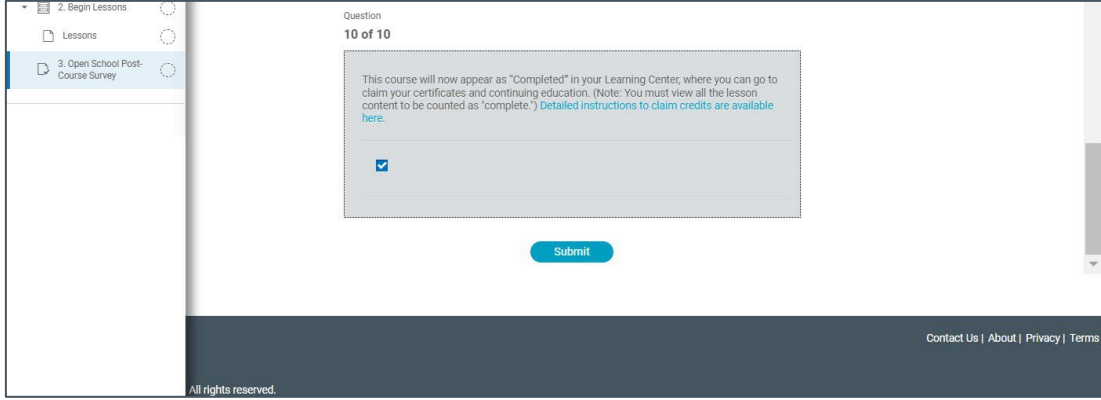 2. Begin Lessons
Lessons
3. Open School Post-
Course Survey
Question
10 of 10
This course will now appear as "Completed" in your Learning Center, where you can go to
claim your certificates and continuing education. (Note: You must view all the lesson
content to be counted as "complete.") Detailed instructions to claim credits are available
here.
Submit
Contact Us | About | Privacy | Terms
All rights reserved.